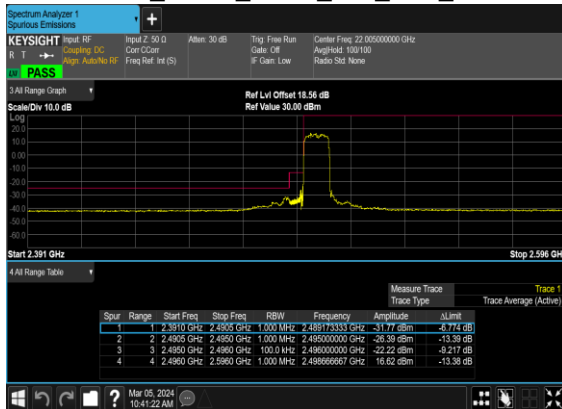 Spectrum Analyzer 1
Spurious Emissions
+
KEYSIGHT Input: RF Input Z: 50 Ω Atten: 30 dB Trig: Free Run Center Freq: 22.005000000 GHz
R T Coupling: DC Corr CCorr Gate: Off Avg|Hold: 100/100
Align: Auto/No RF Freq Ref: Int (S) IF Gain: Low Radio Std: None
PASS
3 All Range Graph
Ref Lvl Offset 18.56 dB
Scale/Div 10.0 dB Ref Value 30.00 dBm
Log
20.0
10.0
0.00
-10.0
-20.0
-30.0
-40.0
-50.0
-60.0
Start 2.391 GHz Stop 2.596 GH
4 All Range Table
Measure Trace Trace 1
Trace Type Trace Average (Active)
Spur Range Start Freq Stop Freq RBW Frequency Amplitude ΔLimit
1 1 2.3910 GHz 2.4905 GHz 1.000 MHz 2.489173333 GHz -31.77 dBm -6.774 dB
2 2 2.4905 GHz 2.4950 GHz 1.000 MHz 2.495000000 GHz -26.39 dBm -13.39 dB
3 3 2.4950 GHz 2.4960 GHz 100.0 kHz 2.496000000 GHz -22.22 dBm -9.217 dB
4 4 2.4960 GHz 2.5960 GHz 1.000 MHz 2.498666667 GHz 16.62 dBm -13.38 dB
?
Mar 05, 2024
10:41:22 AM